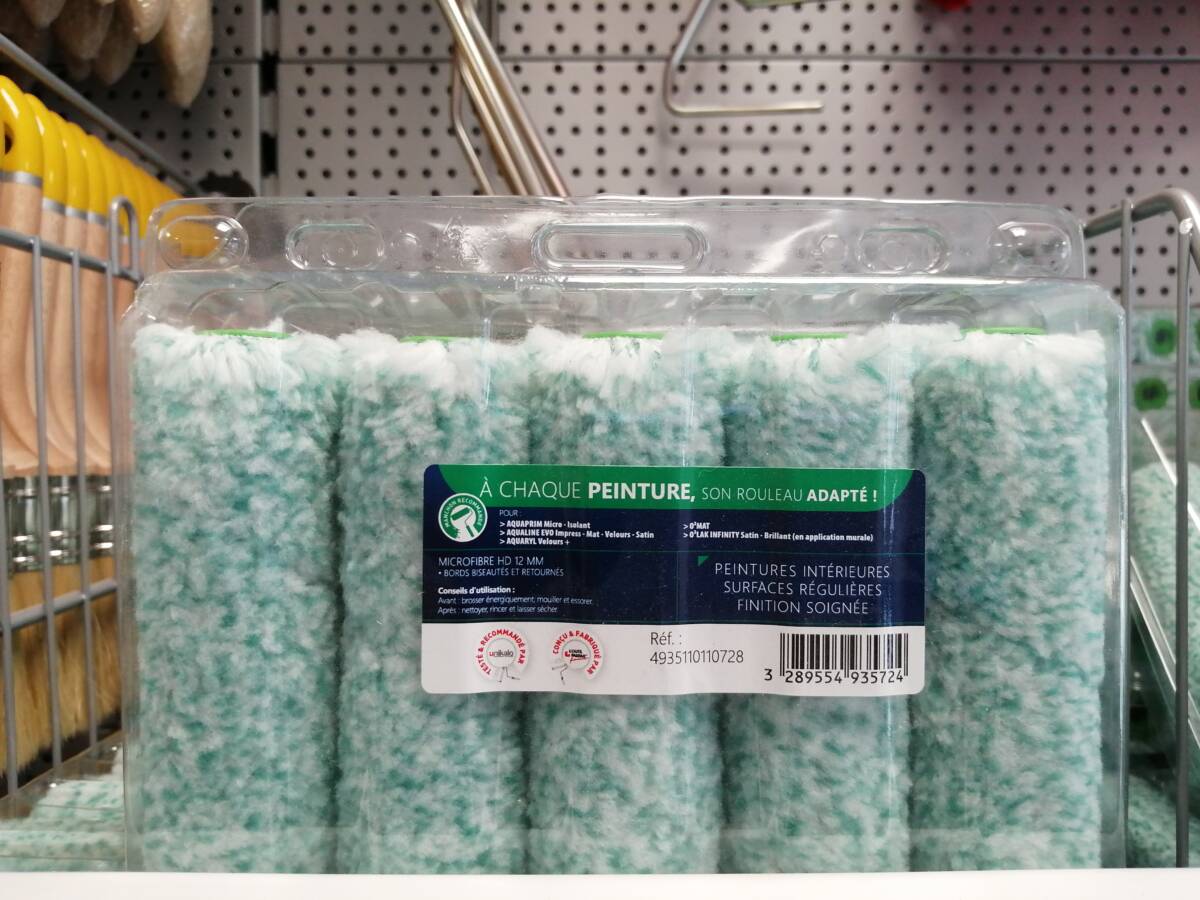 À CHAQUE PEINTURE, SON ROULEAU ADAPTÉ !
POUR :
> AQUAPRIM Micro - Isolant
> AQUALINE EVO Impress - Mat - Velours - Satin
> AQUARYL Velours +
> O²MAT
> O²LAK INFINITY Satin - Brillant (en application murale)
MICROFIBRE HD 12 MM
• BORDS BISEAUTÉS ET RETOURNÉS
Conseils d'utilisation :
Avant : brosser énergiquement, mouiller et essorer.
Après : nettoyer, rincer et laisser sécher.
PEINTURES INTÉRIEURES
SURFACES RÉGULIÈRES
FINITION SOIGNÉE
TESTÉ & RECOMMANDÉ PAR
unikalo
CONÇU & FABRIQUÉ PAR
Réf. :
4935110110728
3 289554 935724